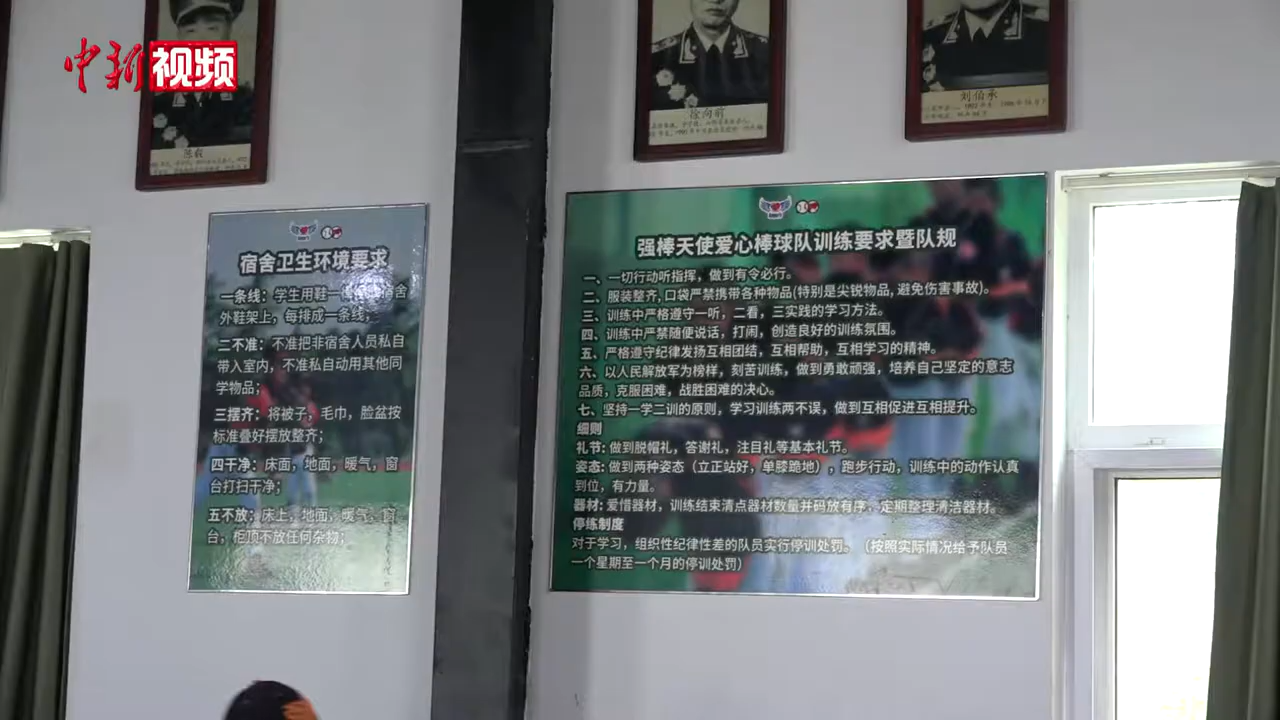 中新视频
陈毅
徐向前
刘伯承
宿舍卫生环境要求
一条线：学生用鞋一 宿舍
外鞋架上，每排成一条线；
二不准：不准把非宿舍人员私自
带入室内，不准私自动用其他同
学物品；
三摆齐：将被子，毛巾，脸盆按
标准叠好摆放整齐；
四干净：床面，地面，暖气，窗
台打扫干净；
五不放：床上，地面，暖气，窗
台，柜顶不放任何杂物；
强棒天使爱心棒球队训练要求暨队规
一、一切行动听指挥，做到有令必行。
二、服装整齐,口袋严禁携带各种物品(特别是尖锐物品,避免伤害事故)。
三、训练中严格遵守一听，二看，三实践的学习方法。
四、训练中严禁随便说话，打闹，创造良好的训练氛围。
五、严格遵守纪律发扬互相团结，互相帮助，互相学习的精神。
六、以人民解放军为榜样，刻苦训练，做到勇敢顽强，培养自己坚定的意志
品质，克服困难，战胜困难的决心。
七、坚持一学二训的原则，学习训练两不误，做到互相促进互相提升。
细则
礼节:做到脱帽礼，答谢礼，注目礼等基本礼节。
姿态:做到两种姿态（立正站好，单膝跪地），跑步行动，训练中的动作认真
到位，有力量。
器材:爱惜器材，训练结束清点器材数量并码放有序，定期整理清洁器材。
停练制度
对于学习，组织性纪律性差的队员实行停训处罚。（按照实际情况给予队员
一个星期至一个月的停训处罚）